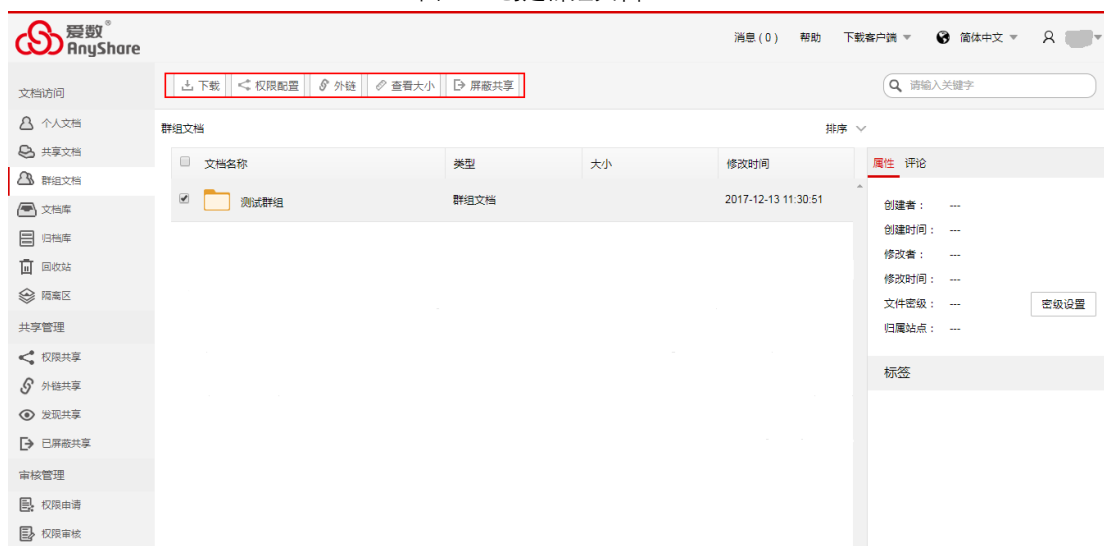 爱数®
AnyShare
消息(0) 帮助 下载客户端 简体中文
文档访问
下载 权限配置 外链 查看大小 屏蔽共享
请输入关键字
个人文档
共享文档
群组文档
文档库
归档库
回收站
隔离区
共享管理
权限共享
外链共享
发现共享
已屏蔽共享
审核管理
权限申请
权限审核
群组文档 排序
文档名称 类型 大小 修改时间
测试群组 群组文档 2017-12-13 11:30:51
属性 评论
创建者: ---
创建时间: ---
修改者: ---
修改时间: ---
文件密级: --- 密级设置
归属站点: ---
标签